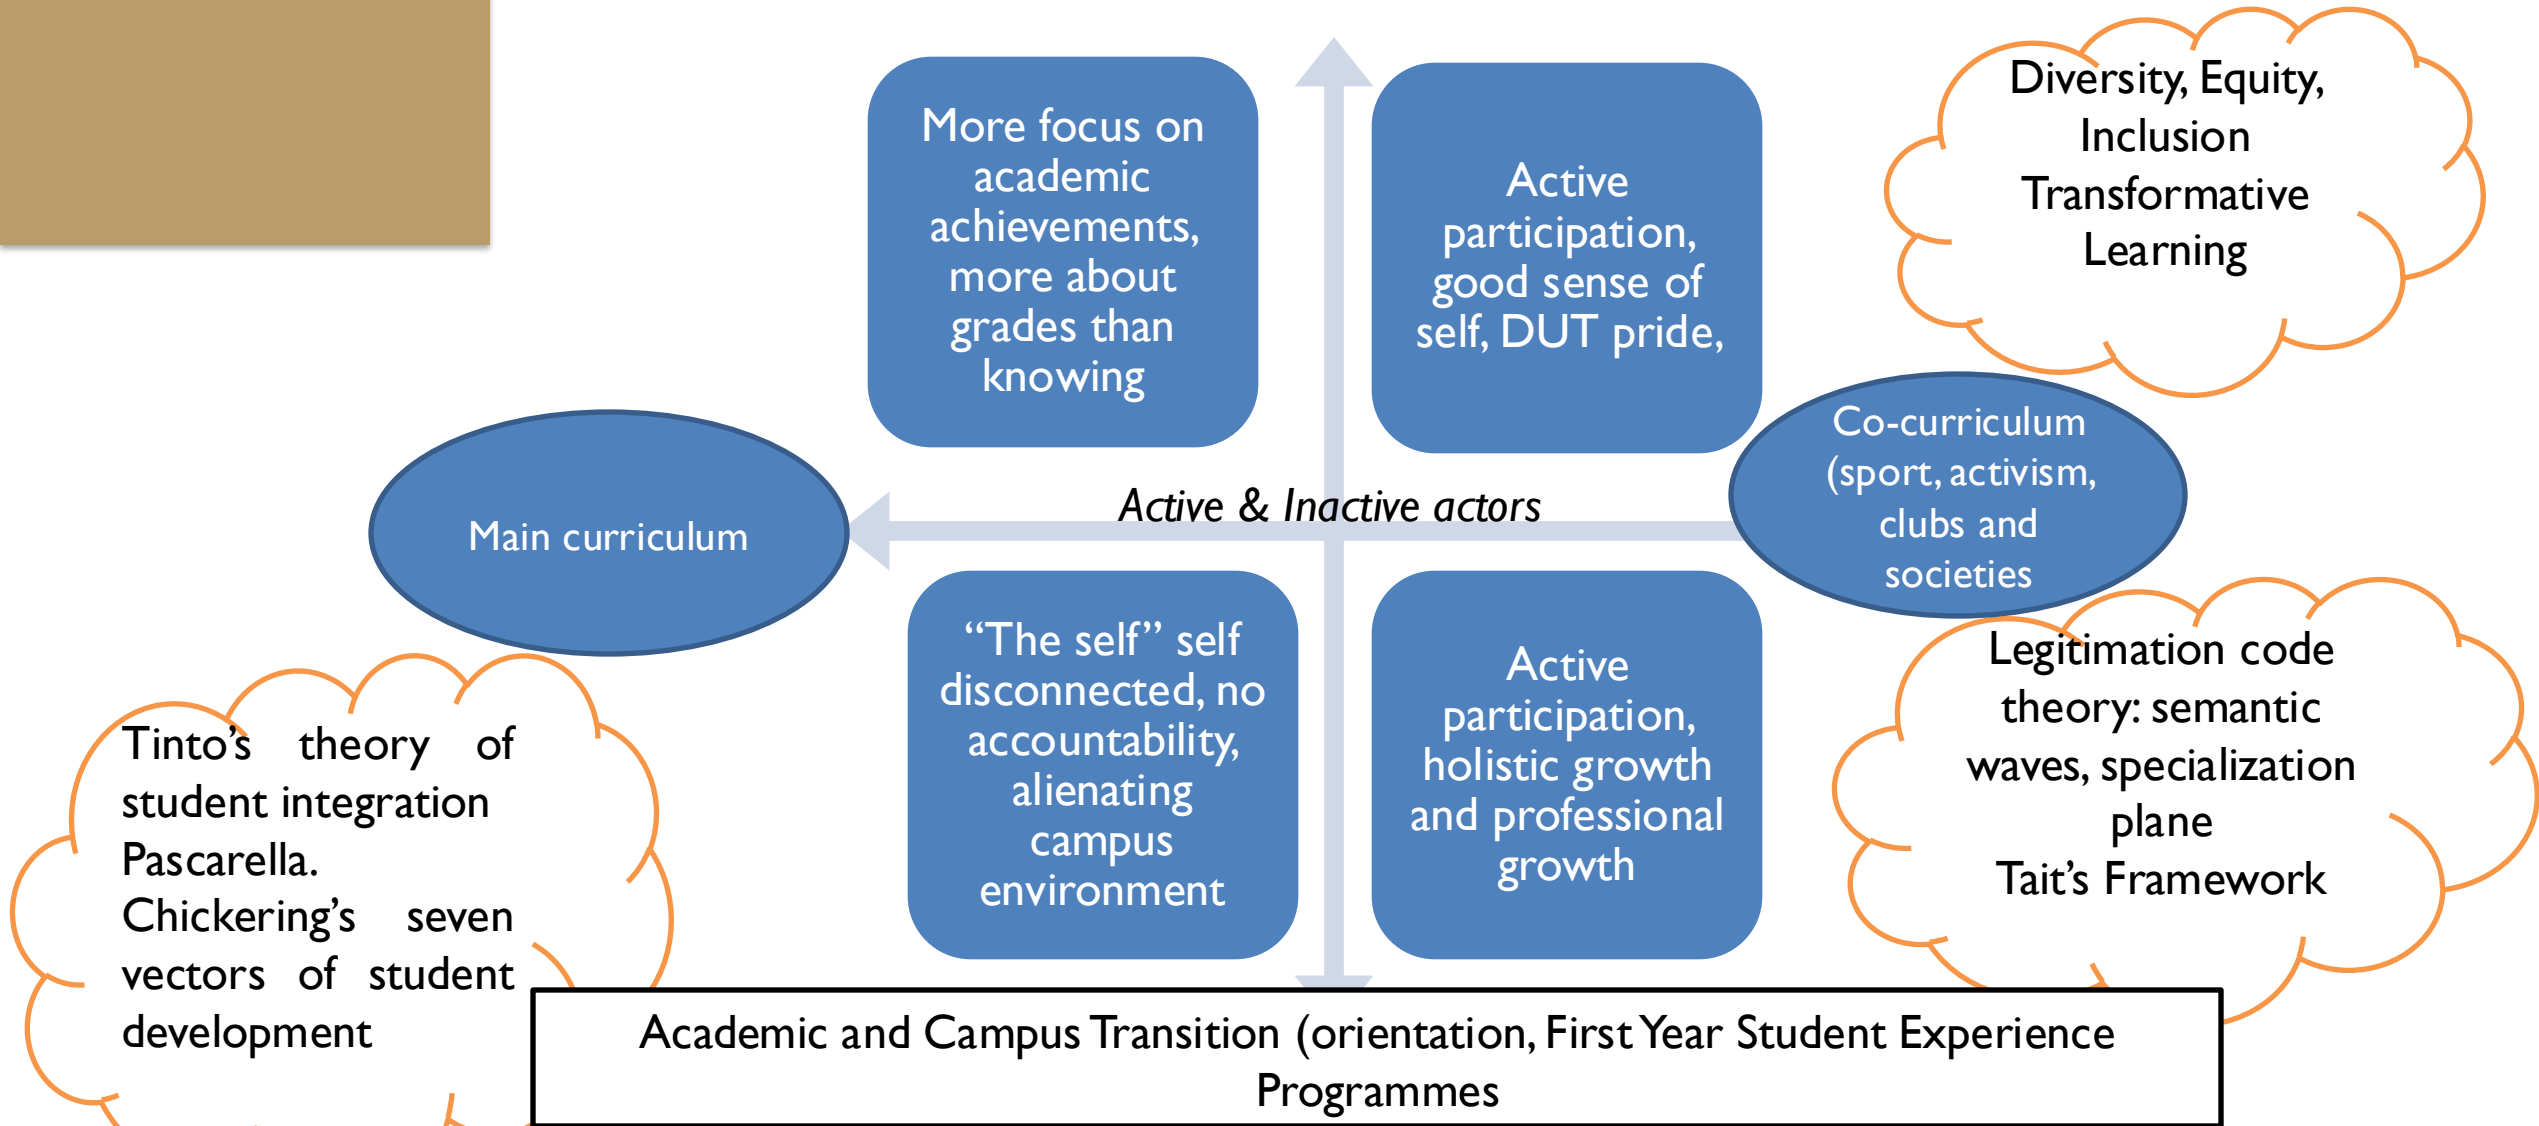 More focus on
academic
achievements,
more about
grades than
knowing
Active
participation,
good sense of
self, DUT pride,
Diversity, Equity,
Inclusion
Transformative
Learning
Main curriculum
Active & Inactive actors
Co-curriculum
(sport, activism,
clubs and
societies
“The self” self
disconnected, no
accountability,
alienating
campus
environment
Active
participation,
holistic growth
and professional
growth
Legitimation code
theory: semantic
waves, specialization
plane
Tait’s Framework
Tinto’s theory of
student integration
Pascarella.
Chickering’s seven
vectors of student
development
Academic and Campus Transition (orientation, First Year Student Experience
Programmes